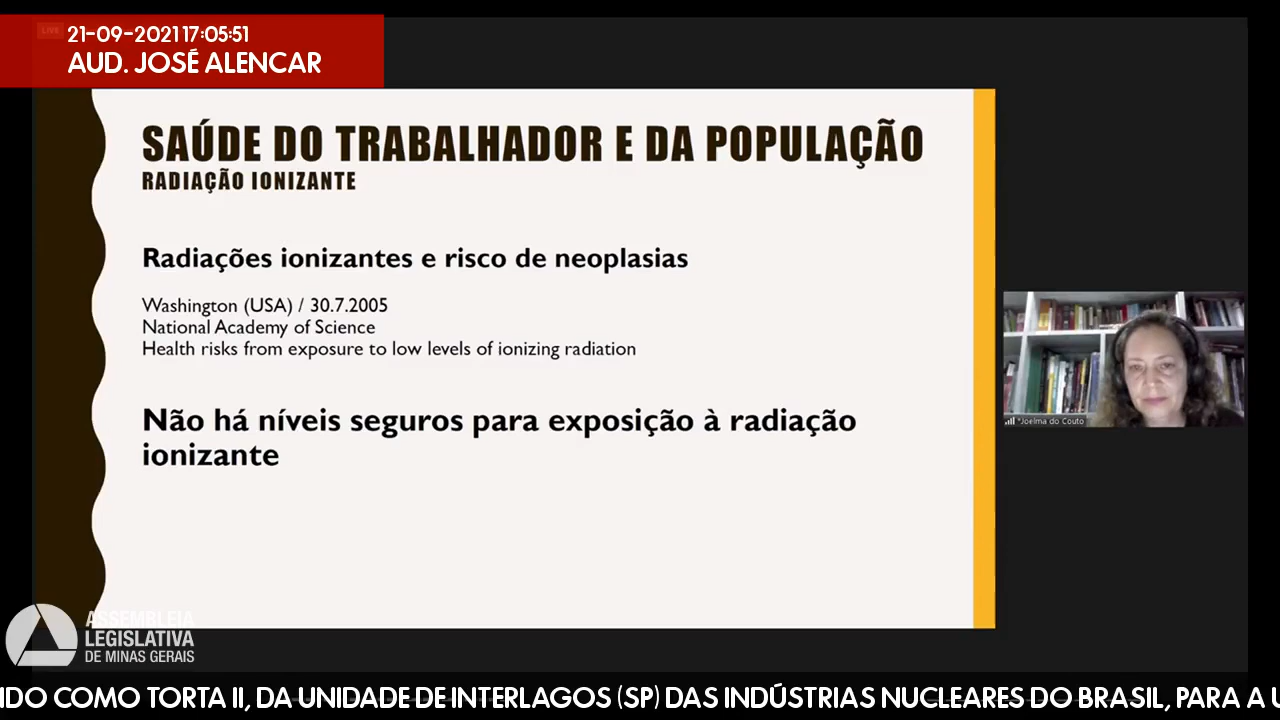 LIVE
21-09-2021 17:05:51
AUD. JOSÉ ALENCAR
SAÚDE DO TRABALHADOR E DA POPULAÇÃO
RADIAÇÃO IONIZANTE
Radiações ionizantes e risco de neoplasias
Washington (USA) / 30.7.2005
National Academy of Science
Health risks from exposure to low levels of ionizing radiation
Não há níveis seguros para exposição à radiação
ionizante
*Joelma do Couto
ASSEMBLEIA
LEGISLATIVA
DE MINAS GERAIS
NDO COMO TORTA II, DA UNIDADE DE INTERLAGOS (SP) DAS INDÚSTRIAS NUCLEARES DO BRASIL, PARA A U